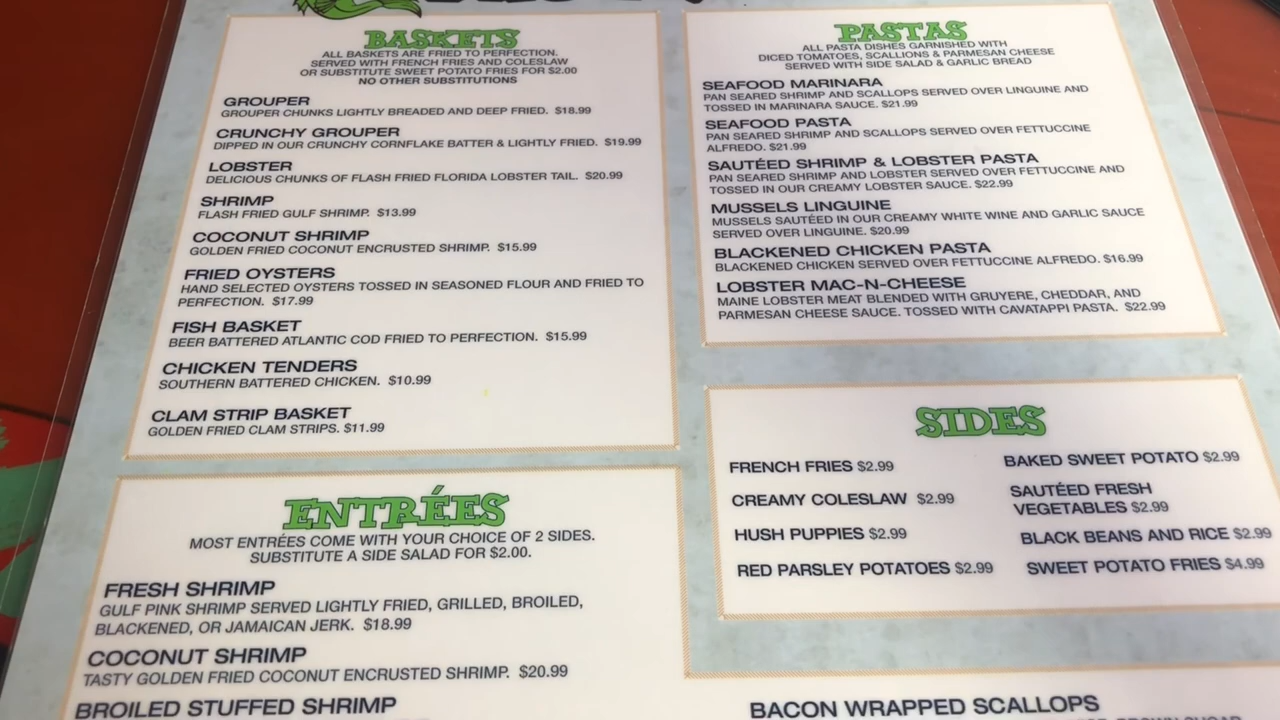 BASKETS
ALL BASKETS ARE FRIED TO PERFECTION.
SERVED WITH FRENCH FRIES AND COLESLAW
OR SUBSTITUTE SWEET POTATO FRIES FOR $2.00
NO OTHER SUBSTITUTIONS
GROUPER
GROUPER CHUNKS LIGHTLY BREADED AND DEEP FRIED. $18.99
CRUNCHY GROUPER
DIPPED IN OUR CRUNCHY CORNFLAKE BATTER & LIGHTLY FRIED. $19.99
LOBSTER
DELICIOUS CHUNKS OF FLASH FRIED FLORIDA LOBSTER TAIL. $20.99
SHRIMP
FLASH FRIED GULF SHRIMP. $13.99
COCONUT SHRIMP
GOLDEN FRIED COCONUT ENCRUSTED SHRIMP. $15.99
FRIED OYSTERS
HAND SELECTED OYSTERS TOSSED IN SEASONED FLOUR AND FRIED TO
PERFECTION. $17.99
FISH BASKET
BEER BATTERED ATLANTIC COD FRIED TO PERFECTION. $15.99
CHICKEN TENDERS
SOUTHERN BATTERED CHICKEN. $10.99
CLAM STRIP BASKET
GOLDEN FRIED CLAM STRIPS. $11.99
PASTAS
ALL PASTA DISHES GARNISHED WITH
DICED TOMATOES, SCALLIONS & PARMESAN CHEESE
SERVED WITH SIDE SALAD & GARLIC BREAD
SEAFOOD MARINARA
PAN SEARED SHRIMP AND SCALLOPS SERVED OVER LINGUINE AND
TOSSED IN MARINARA SAUCE. $21.99
SEAFOOD PASTA
PAN SEARED SHRIMP AND SCALLOPS SERVED OVER FETTUCCINE
ALFREDO. $21.99
SAUTÉED SHRIMP & LOBSTER PASTA
PAN SEARED SHRIMP AND LOBSTER SERVED OVER FETTUCCINE AND
TOSSED IN OUR CREAMY LOBSTER SAUCE. $22.99
MUSSELS LINGUINE
MUSSELS SAUTÉED IN OUR CREAMY WHITE WINE AND GARLIC SAUCE
SERVED OVER LINGUINE. $20.99
BLACKENED CHICKEN PASTA
BLACKENED CHICKEN SERVED OVER FETTUCCINE ALFREDO. $16.99
LOBSTER MAC-N-CHEESE
MAINE LOBSTER MEAT BLENDED WITH GRUYERE, CHEDDAR, AND
PARMESAN CHEESE SAUCE. TOSSED WITH CAVATAPPI PASTA. $22.99
SIDES
FRENCH FRIES $2.99
CREAMY COLESLAW $2.99
HUSH PUPPIES $2.99
RED PARSLEY POTATOES $2.99
BAKED SWEET POTATO $2.99
SAUTÉED FRESH
VEGETABLES $2.99
BLACK BEANS AND RICE $2.99
SWEET POTATO FRIES $4.99
ENTRÉES
MOST ENTRÉES COME WITH YOUR CHOICE OF 2 SIDES.
SUBSTITUTE A SIDE SALAD FOR $2.00.
FRESH SHRIMP
GULF PINK SHRIMP SERVED LIGHTLY FRIED, GRILLED, BROILED,
BLACKENED, OR JAMAICAN JERK. $18.99
COCONUT SHRIMP
TASTY GOLDEN FRIED COCONUT ENCRUSTED SHRIMP. $20.99
BROILED STUFFED SHRIMP
BACON WRAPPED SCALLOPS